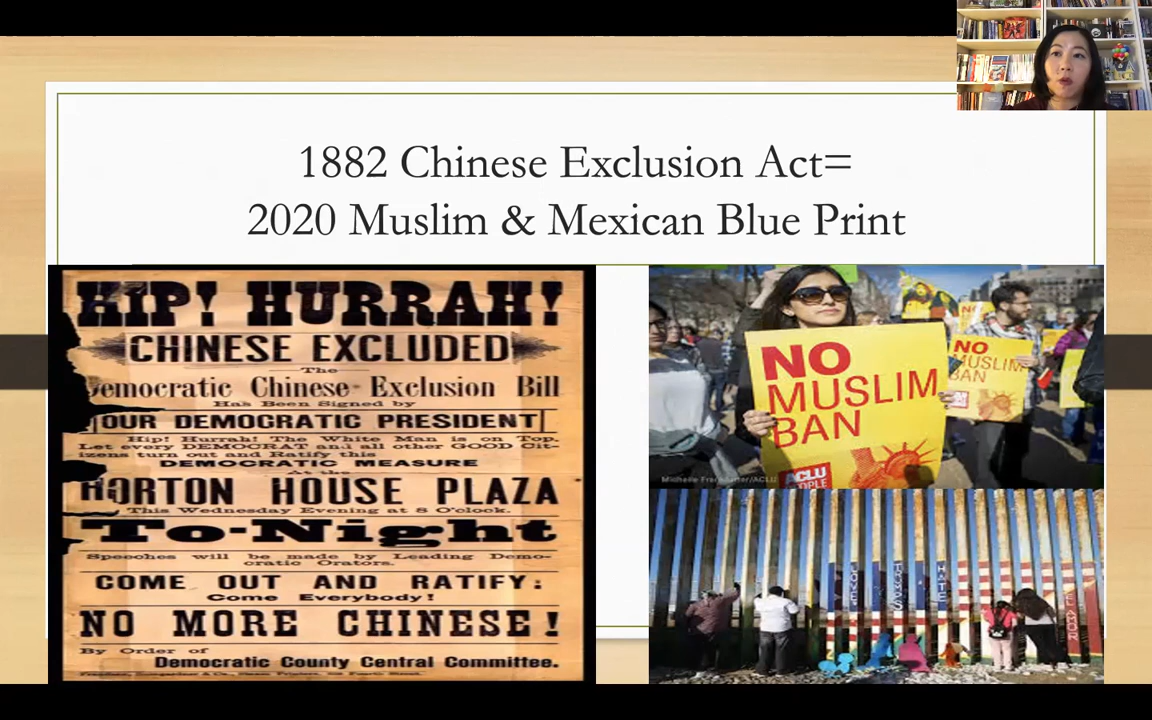 1882 Chinese Exclusion Act=
2020 Muslim & Mexican Blue Print
HIP! HURRAH!
CHINESE EXCLUDED
The
Democratic Chinese Exclusion Bill
Has Been Signed by
OUR DEMOCRATIC PRESIDENT
Hip! Hurrah! The White Man is on Top.
Let every DEMOCRAT and all other GOOD Cit-
izens turn out and Ratify this
DEMOCRATIC MEASURE
At the
HORTON HOUSE PLAZA
This Wednesday Evening at 8 O'clock.
To-Night
Speeches will be made by Leading Demo-
cratic Orators.
COME OUT AND RATIFY:
Come Everybody!
NO MORE CHINESE!
By Order of
Democratic County Central Committee.
NO
MUSLIM
BAN
ACLU
PEOPLE
NO
MUSLIM
BAN
NO
/ACLU
LOVE
TRUMPS
HATE